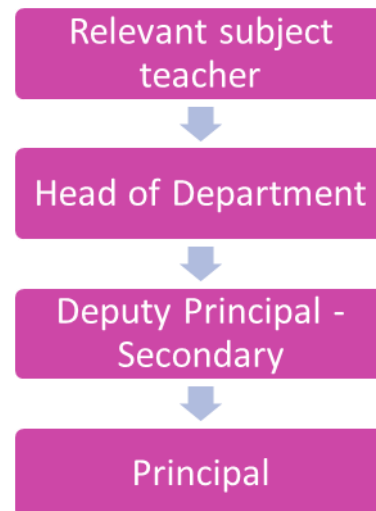 Relevant subject
teacher
Head of Department
Deputy Principal -
Secondary
Principal